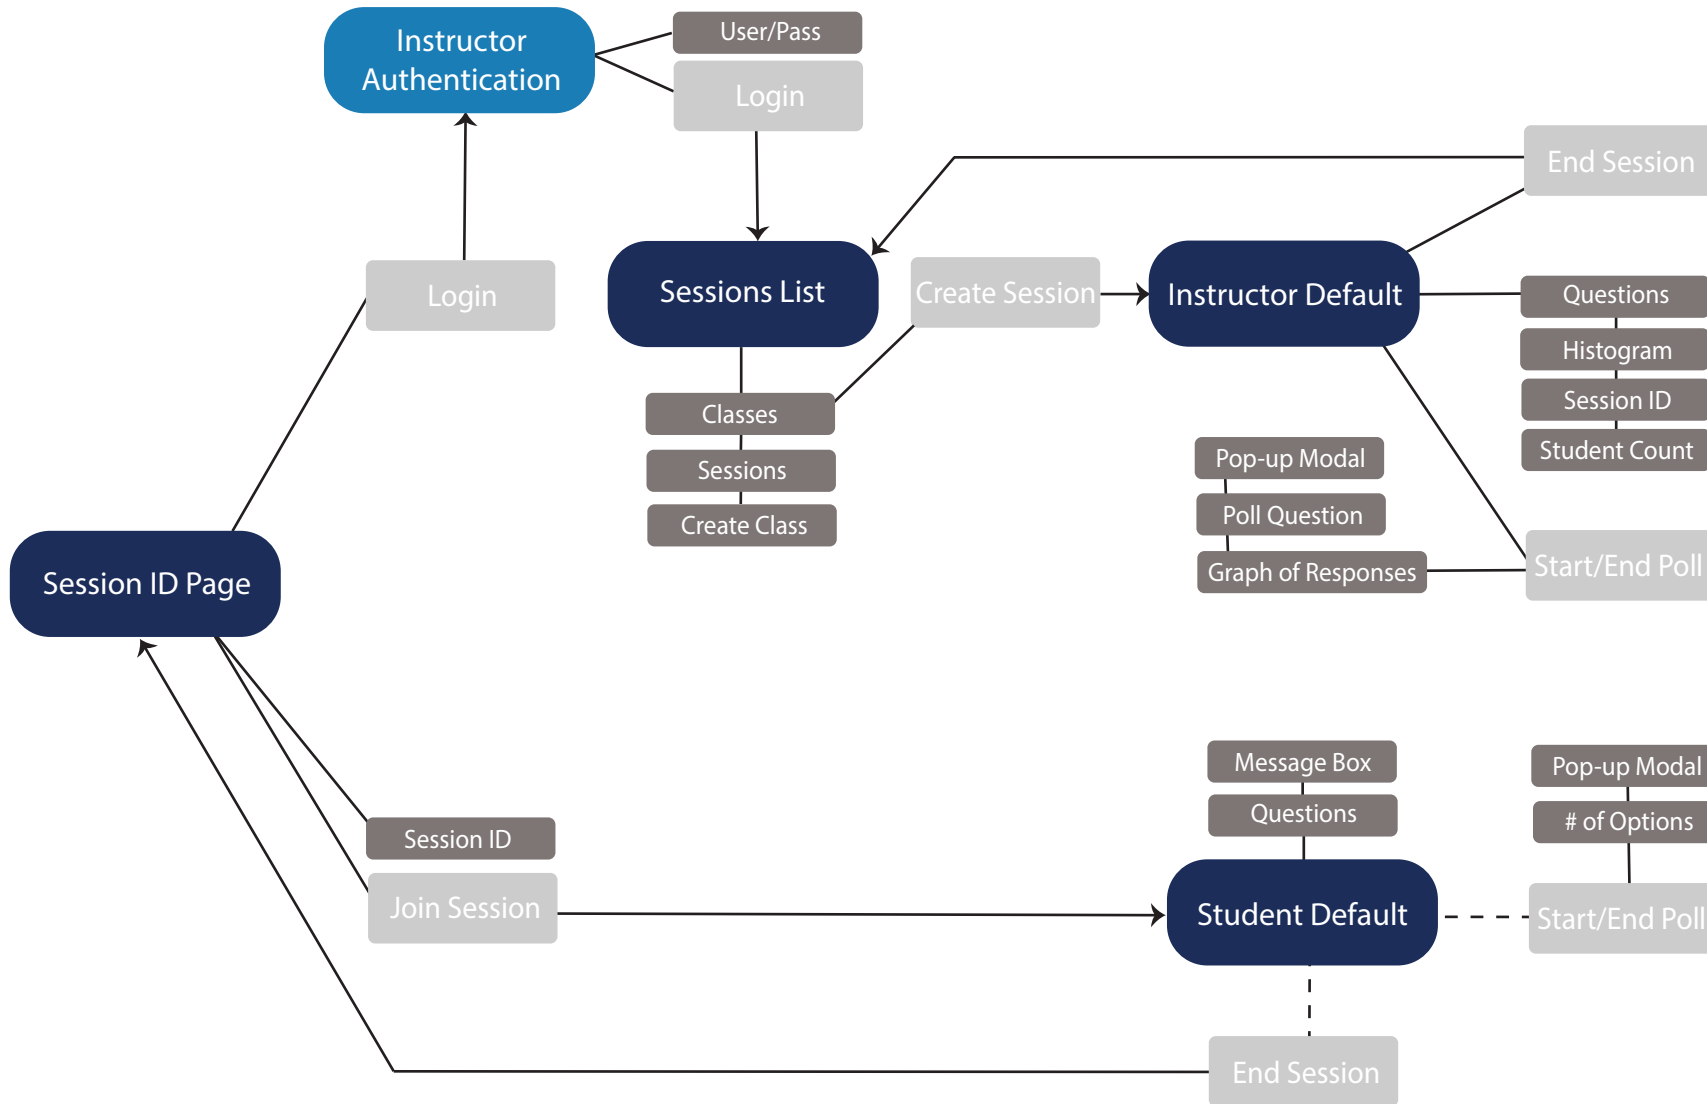 Instructor
Authentication
User/Pass
Login
End Session
Login
Sessions List
Create Session
Instructor Default
Questions
Histogram
Session ID
Student Count
Classes
Sessions
Create Class
Pop-up Modal
Poll Question
Graph of Responses
Start/End Poll
Session ID Page
Session ID
Join Session
Message Box
Questions
Student Default
Pop-up Modal
# of Options
Start/End Poll
End Session